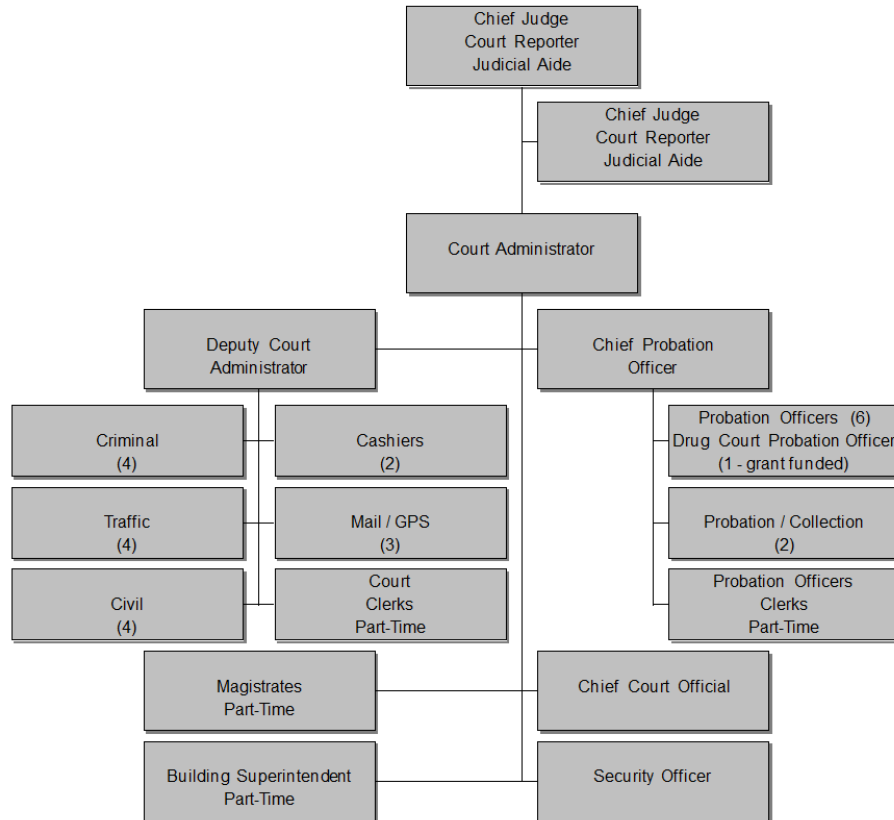 Chief Judge
Court Reporter
Judicial Aide
Chief Judge
Court Reporter
Judicial Aide
Court Administrator
Deputy Court
Administrator
Chief Probation
Officer
Criminal
(4)
Cashiers
(2)
Probation Officers (6)
Drug Court Probation Officer
(1 - grant funded)
Traffic
(4)
Mail / GPS
(3)
Probation / Collection
(2)
Civil
(4)
Court
Clerks
Part-Time
Probation Officers
Clerks
Part-Time
Magistrates
Part-Time
Chief Court Official
Building Superintendent
Part-Time
Security Officer